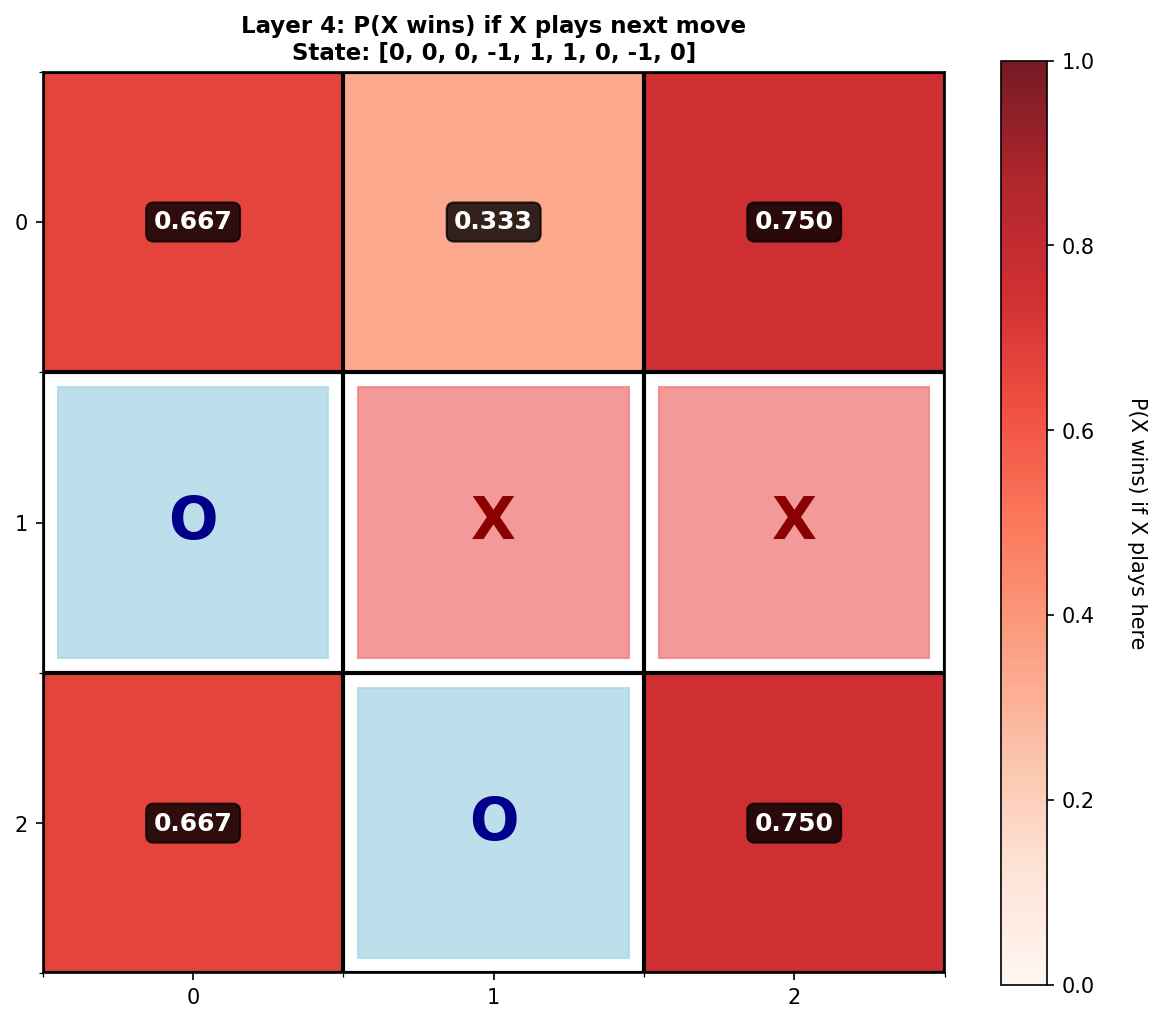 Layer 4: P(X wins) if X plays next move
State: [0, 0, 0, -1, 1, 1, 0, -1, 0]
0
0.667
0.333
0.750
1
O
X
X
2
0.667
O
0.750
0
1
2
1.0
0.8
0.6
0.4
0.2
0.0
P(X wins) if X plays here